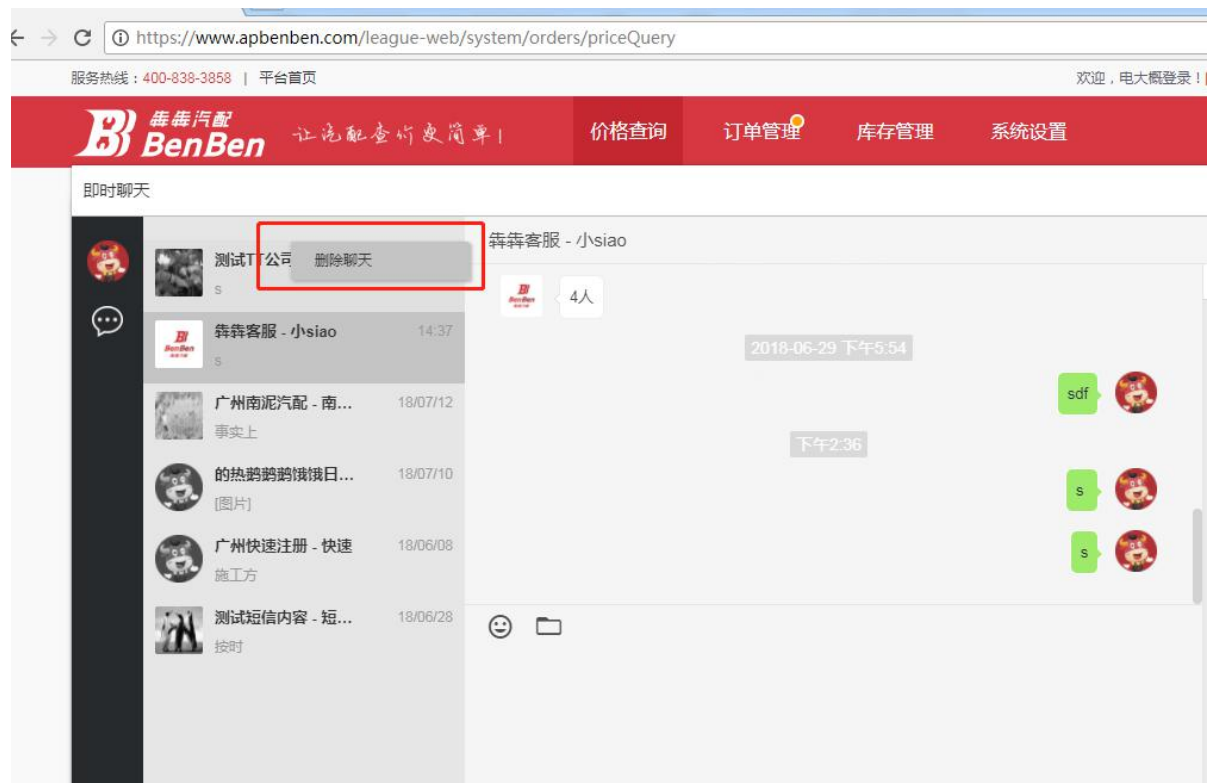 https://www.apbenben.com/league-web/system/orders/priceQuery
服务热线：400-838-3858 | 平台首页
欢迎，电大概登录！
犇犇汽配
BenBen
让汽配查价更简单！
价格查询 订单管理 库存管理 系统设置
即时聊天
测试TT公司
删除聊天
s
犇犇客服 - 小siao 14:37
s
广州南泥汽配 - 南... 18/07/12
事实上
的热鹅鹅鹅饿饿日... 18/07/10
[图片]
广州快速注册 - 快速 18/06/08
施工方
测试短信内容 - 短... 18/06/28
按时
犇犇客服 - 小siao
BenBen
4人
2018-06-29 下午5:54
sdf
下午2:36
s
s